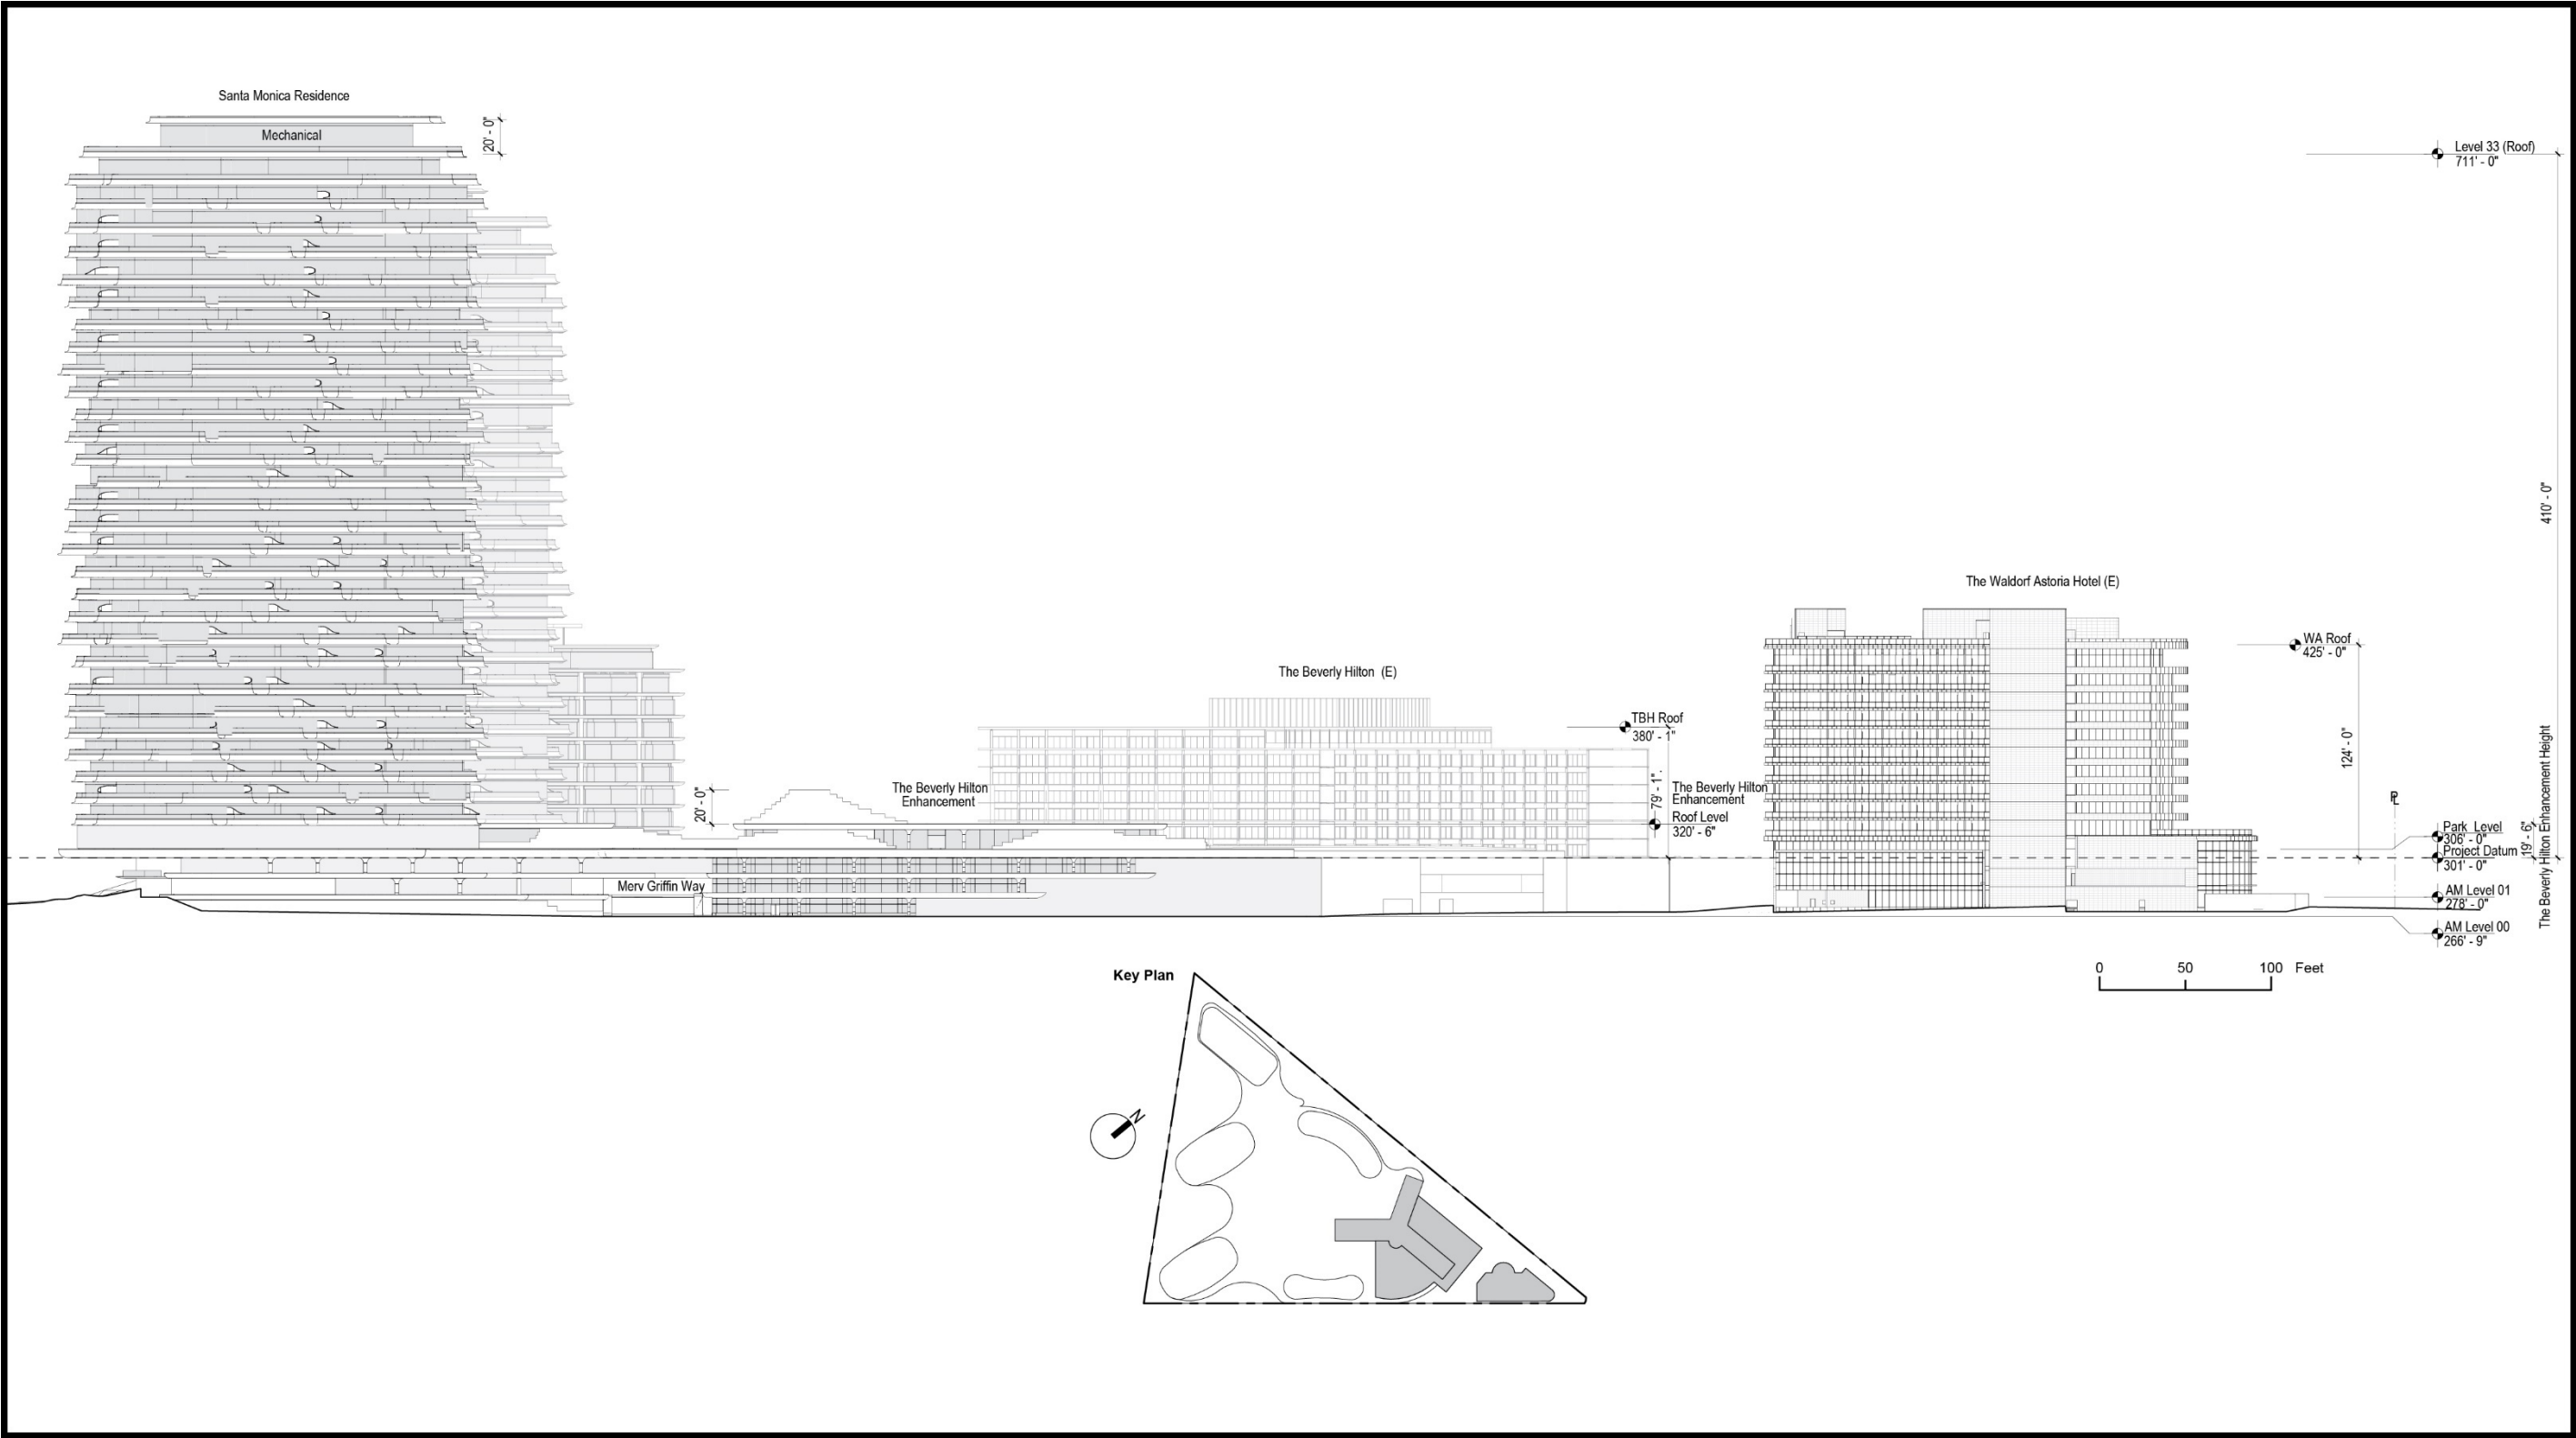 Santa Monica Residence
Mechanical
20' - 0"
Level 33 (Roof)
711' - 0"
410' - 0"
The Waldorf Astoria Hotel (E)
WA Roof
425' - 0"
124' - 0"
The Beverly Hilton (E)
TBH Roof
380' - 1"
79' - 1"
The Beverly Hilton
Enhancement
20' - 0"
The Beverly Hilton
Enhancement
Roof Level
320' - 6"
PL
Park Level
306' - 0"
19' - 6"
Project Datum
301' - 0"
The Beverly Hilton Enhancement Height
Merv Griffin Way
AM Level 01
278' - 0"
AM Level 00
266' - 9"
0 50 100 Feet
Key Plan
N